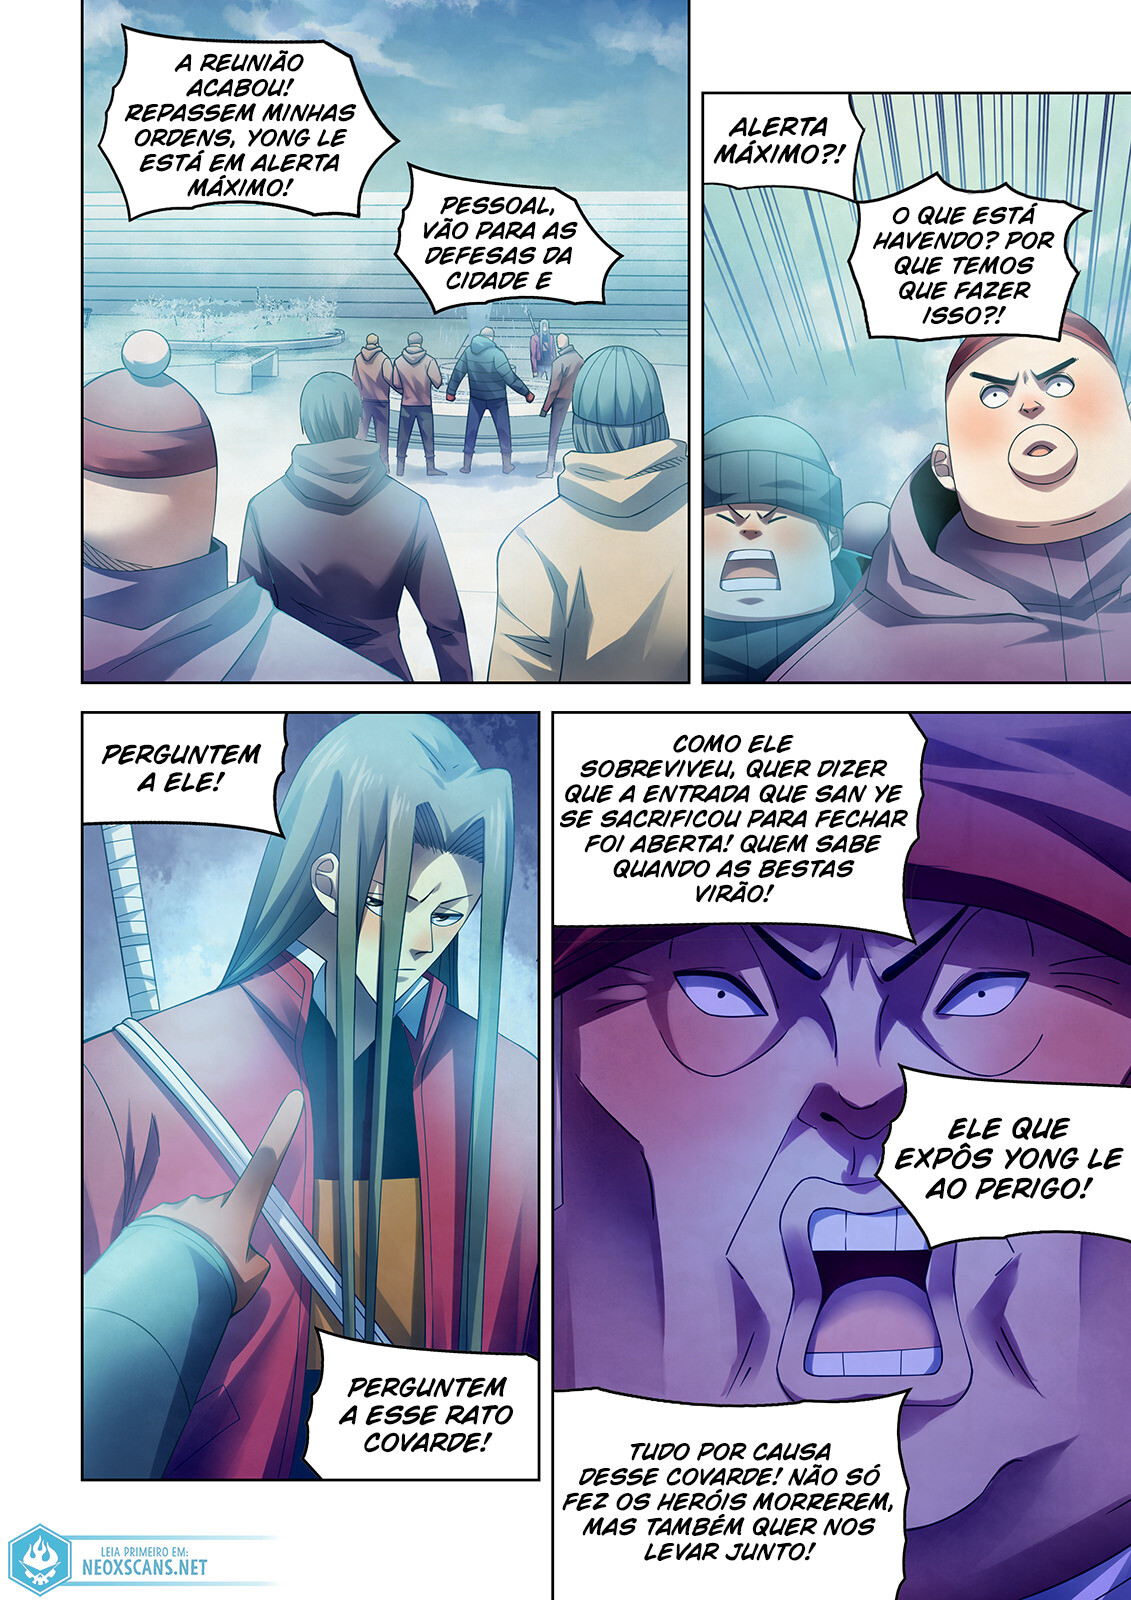 A REUNIÃO
ACABOU!
REPASSEM MINHAS
ORDENS, YONG LE
ESTÁ EM ALERTA
MÁXIMO!
PESSOAL,
VÃO PARA AS
DEFESAS DA
CIDADE E
ALERTA
MÁXIMO?!
O QUE ESTÁ
HAVENDO? POR
QUE TEMOS
QUE FAZER
ISSO?!
PERGUNTEM
A ELE!
PERGUNTEM
A ESSE RATO
COVARDE!
COMO ELE
SOBREVIVEU, QUER DIZER
QUE A ENTRADA QUE SAN YE
SE SACRIFICOU PARA FECHAR
FOI ABERTA! QUEM SABE
QUANDO AS BESTAS
VIRÃO!
ELE QUE
EXPÔS YONG LE
AO PERIGO!
TUDO POR CAUSA
DESSE COVARDE! NÃO SÓ
FEZ OS HERÓIS MORREREM,
MAS TAMBÉM QUER NOS
LEVAR JUNTO!
LEIA PRIMEIRO EM:
NEOXSCANS.NET